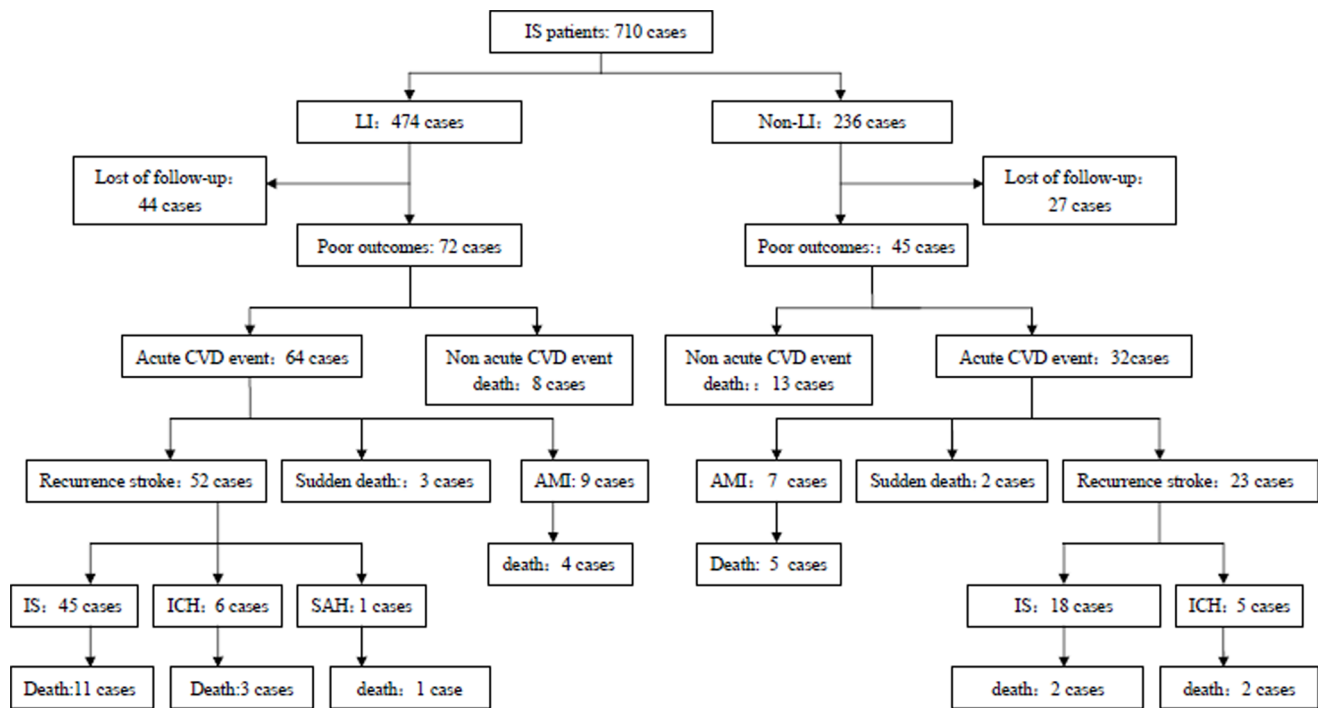 IS patients: 710 cases
LI：474 cases
Non-LI：236 cases
Lost of follow-up：
44 cases
Lost of follow-up：
27 cases
Poor outcomes: 72 cases
Poor outcomes:：45 cases
Acute CVD event：64 cases
Non acute CVD event
death：8 cases
Non acute CVD event
death：：13 cases
Acute CVD event：32cases
Recurrence stroke：52 cases
Sudden death:：3 cases
AMI: 9 cases
AMI：7 cases
Sudden death: 2 cases
Recurrence stroke：23 cases
death：4 cases
Death: 5 cases
IS：45 cases
ICH：6 cases
SAH: 1 cases
IS：18 cases
ICH：5 cases
Death:11 cases
Death:3 cases
death：1 case
death：2 cases
death：2 cases